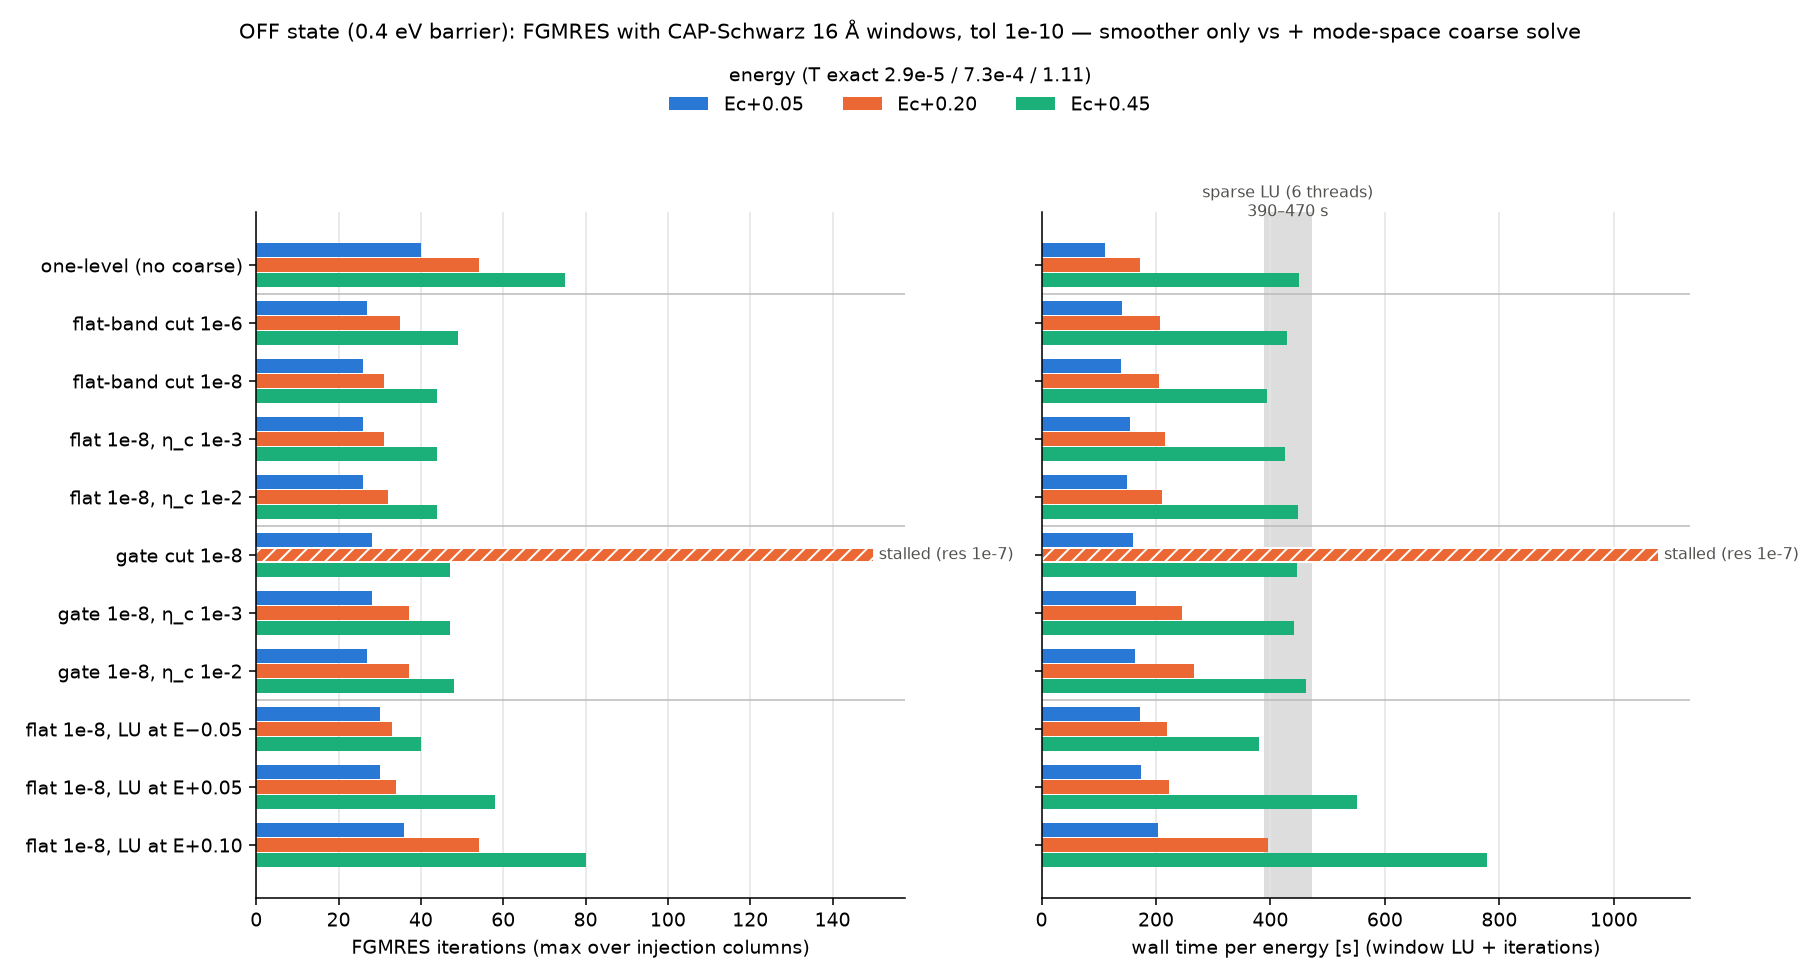 OFF state (0.4 eV barrier): FGMRES with CAP-Schwarz 16 Å windows, tol 1e-10 — smoother only vs + mode-space coarse solve
energy (T exact 2.9e-5 / 7.3e-4 / 1.11)
Ec+0.05 Ec+0.20 Ec+0.45
sparse LU (6 threads)
390–470 s
one-level (no coarse)
flat-band cut 1e-6
flat-band cut 1e-8
flat 1e-8, η_c 1e-3
flat 1e-8, η_c 1e-2
gate cut 1e-8
stalled (res 1e-7)
stalled (res 1e-7)
gate 1e-8, η_c 1e-3
gate 1e-8, η_c 1e-2
flat 1e-8, LU at E−0.05
flat 1e-8, LU at E+0.05
flat 1e-8, LU at E+0.10
0 20 40 60 80 100 120 140
FGMRES iterations (max over injection columns)
0 200 400 600 800 1000
wall time per energy [s] (window LU + iterations)